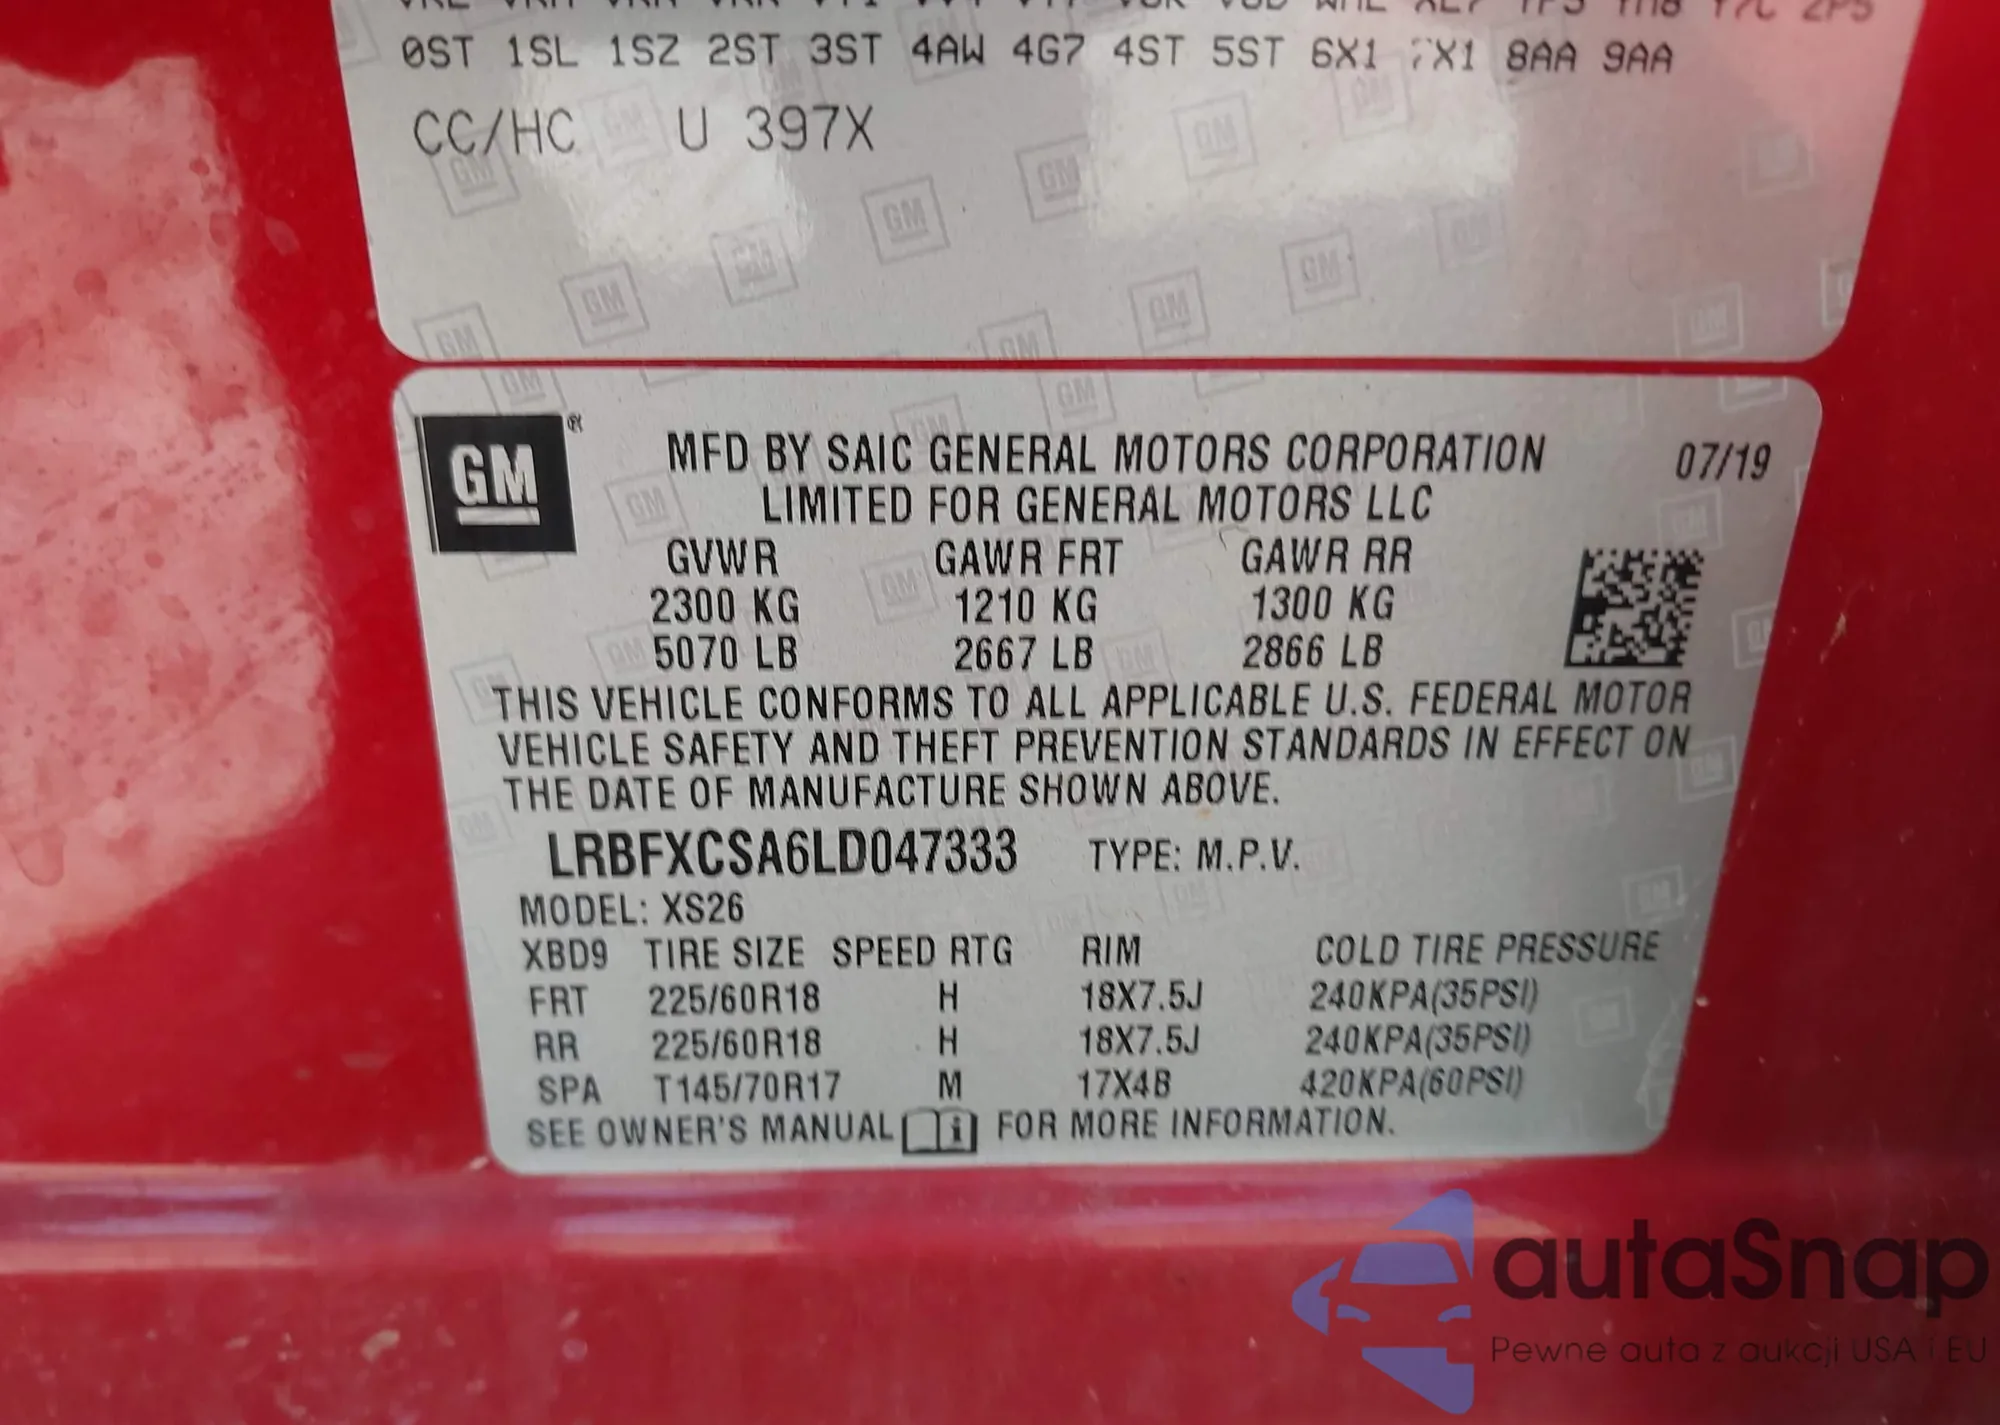 0ST 1SL 1SZ 2ST 3ST 4AW 4G7 4ST 5ST 6X1 7X1 8AA 9AA
CC/HC U 397X
GM®
MFD BY SAIC GENERAL MOTORS CORPORATION 07/19
LIMITED FOR GENERAL MOTORS LLC
GVWR GAWR FRT GAWR RR
2300 KG 1210 KG 1300 KG
5070 LB 2667 LB 2866 LB
THIS VEHICLE CONFORMS TO ALL APPLICABLE U.S. FEDERAL MOTOR
VEHICLE SAFETY AND THEFT PREVENTION STANDARDS IN EFFECT ON
THE DATE OF MANUFACTURE SHOWN ABOVE.
LRBFXCSA6LD047333 TYPE: M.P.V.
MODEL: XS26
XBD9 TIRE SIZE SPEED RTG RIM COLD TIRE PRESSURE
FRT 225/60R18 H 18X7.5J 240KPA(35PSI)
RR 225/60R18 H 18X7.5J 240KPA(35PSI)
SPA T145/70R17 M 17X4B 420KPA(60PSI)
SEE OWNER'S MANUAL FOR MORE INFORMATION.
autaSnap
Pewne auta z aukcji USA i EU